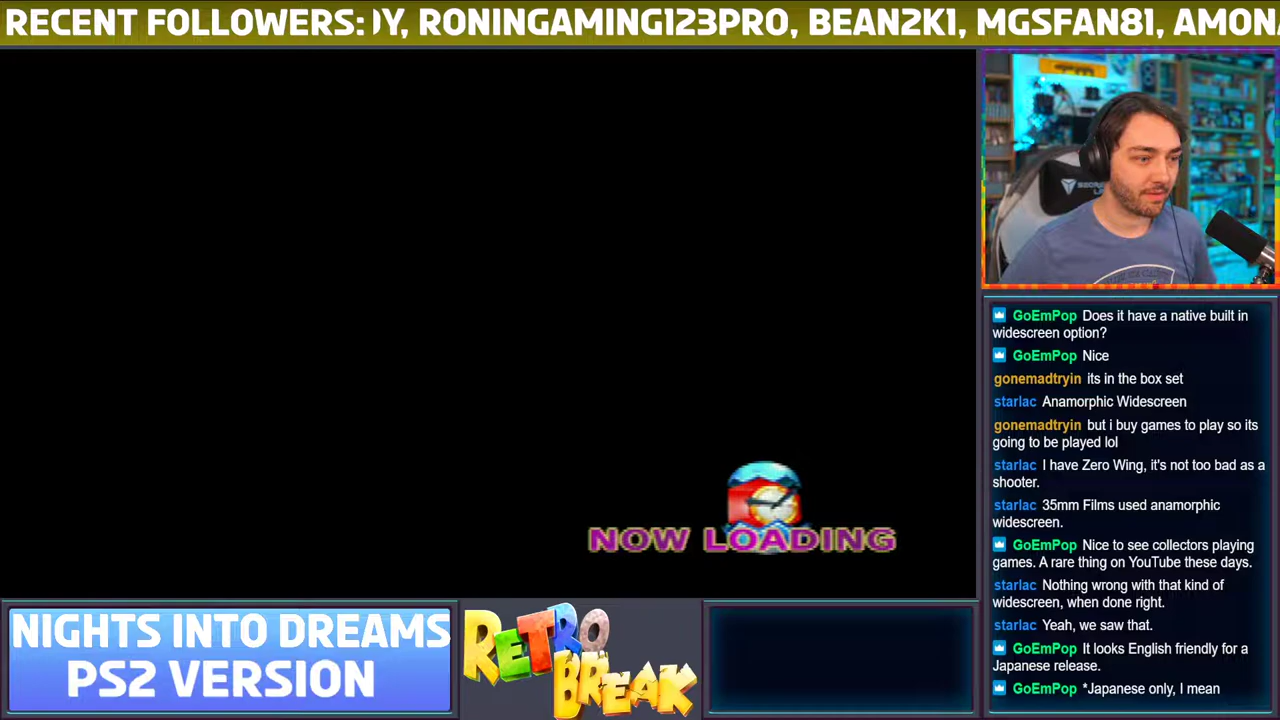 RECENT FOLLOWERS: Y, RONINGAMING123PRO, BEAN2K1, MGSFAN81, AMON
GoEmPop Does it have a native built in
widescreen option?
GoEmPop Nice
gonemadtryin its in the box set
starlac Anamorphic Widescreen
gonemadtryin but i buy games to play so its
going to be played lol
starlac I have Zero Wing, it's not too bad as a
shooter.
starlac 35mm Films used anamorphic
widescreen.
GoEmPop Nice to see collectors playing
games. A rare thing on YouTube these days.
starlac Nothing wrong with that kind of
widescreen, when done right.
starlac Yeah, we saw that.
GoEmPop It looks English friendly for a
Japanese release.
GoEmPop *Japanese only, I mean
NOW LOADING
NIGHTS INTO DREAMS
PS2 VERSION
RETRO
BREAK